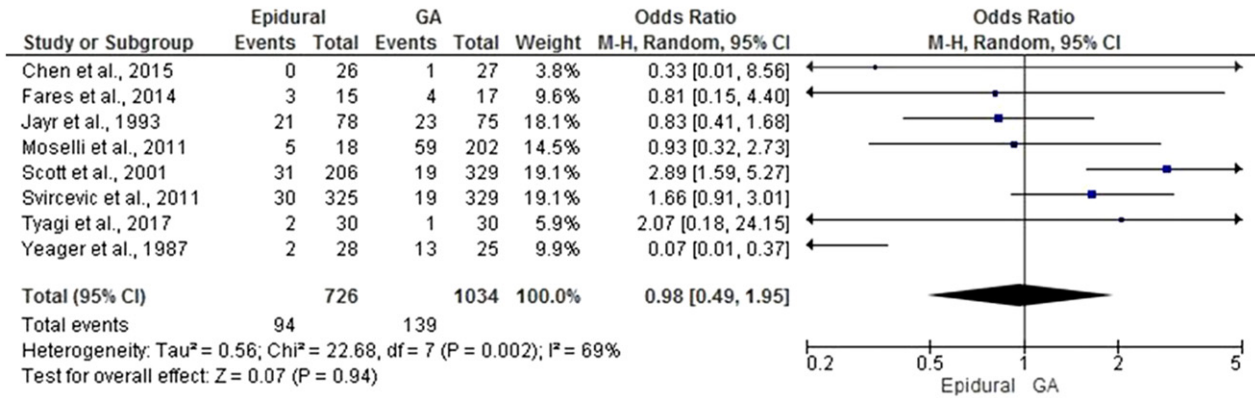 Epidural GA Odds Ratio Odds Ratio
Study or Subgroup Events Total Events Total Weight M-H, Random, 95% CI M-H, Random, 95% CI
Chen et al., 2015 0 26 1 27 3.8% 0.33 [0.01, 8.56]
Fares et al., 2014 3 15 4 17 9.6% 0.81 [0.15, 4.40]
Jayr et al., 1993 21 78 23 75 18.1% 0.83 [0.41, 1.68]
Moselli et al., 2011 5 18 59 202 14.5% 0.93 [0.32, 2.73]
Scott et al., 2001 31 206 19 329 19.1% 2.89 [1.59, 5.27]
Svircevic et al., 2011 30 325 19 329 19.1% 1.66 [0.91, 3.01]
Tyagi et al., 2017 2 30 1 30 5.9% 2.07 [0.18, 24.15]
Yeager et al., 1987 2 28 13 25 9.9% 0.07 [0.01, 0.37]
Total (95% CI) 726 1034 100.0% 0.98 [0.49, 1.95]
Total events 94 139
Heterogeneity: Tau² = 0.56; Chi² = 22.68, df = 7 (P = 0.002); I² = 69%
Test for overall effect: Z = 0.07 (P = 0.94)
0.2 0.5 1 2 5
Epidural GA